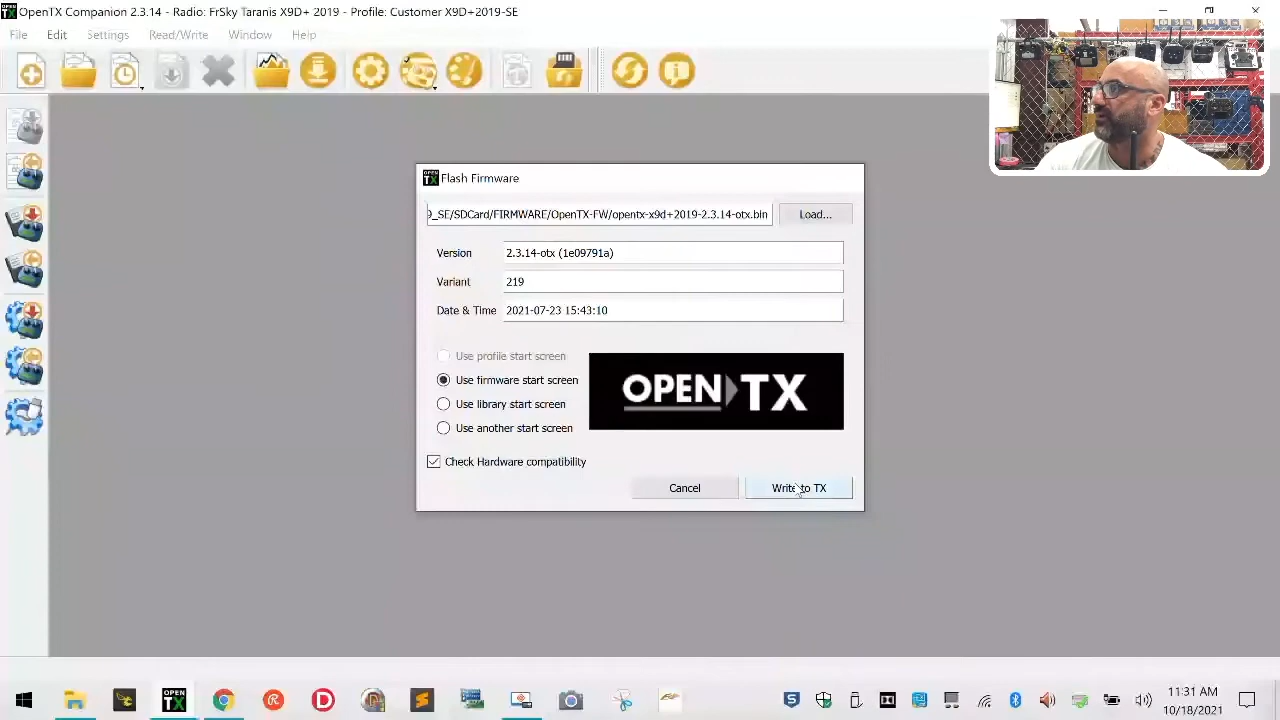 OpenTX Companion 2.3.14 - Radio: FrSky Taranis X9D+ 2019 - Profile: Customer X9D+2019-SE
File Edit Settings Read/Write Window Help
Flash Firmware
9_SE/SDCard/FIRMWARE/OpenTX-FW/opentx-x9d+2019-2.3.14-otx.bin Load...
Version 2.3.14-otx (1e09791a)
Variant 219
Date & Time 2021-07-23 15:43:10
Use profile start screen
Use firmware start screen
Use library start screen
Use another start screen
OPENTX
Check Hardware compatibility
Cancel Write to TX
OPEN
TX
11:31 AM
10/18/2021